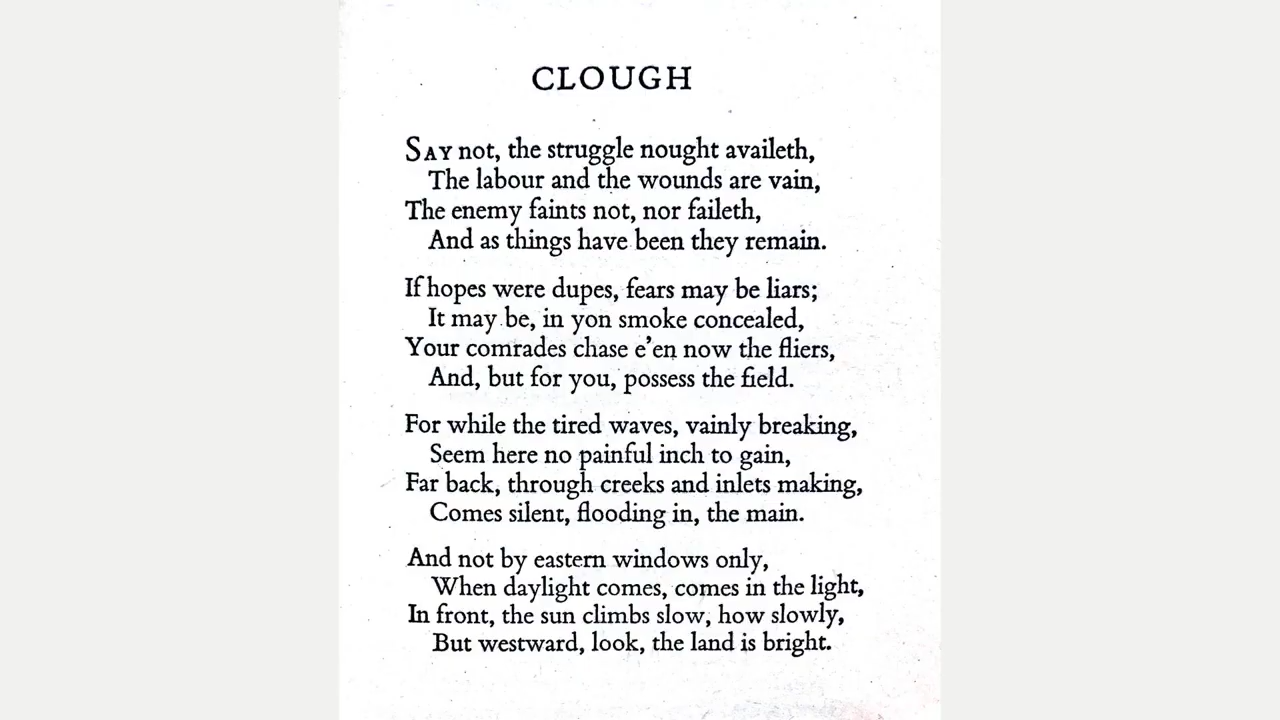 CLOUGH
SAY not, the struggle nought availeth,
The labour and the wounds are vain,
The enemy faints not, nor faileth,
And as things have been they remain.
If hopes were dupes, fears may be liars;
It may be, in yon smoke concealed,
Your comrades chase e'en now the fliers,
And, but for you, possess the field.
For while the tired waves, vainly breaking,
Seem here no painful inch to gain,
Far back, through creeks and inlets making,
Comes silent, flooding in, the main.
And not by eastern windows only,
When daylight comes, comes in the light,
In front, the sun climbs slow, how slowly,
But westward, look, the land is bright.